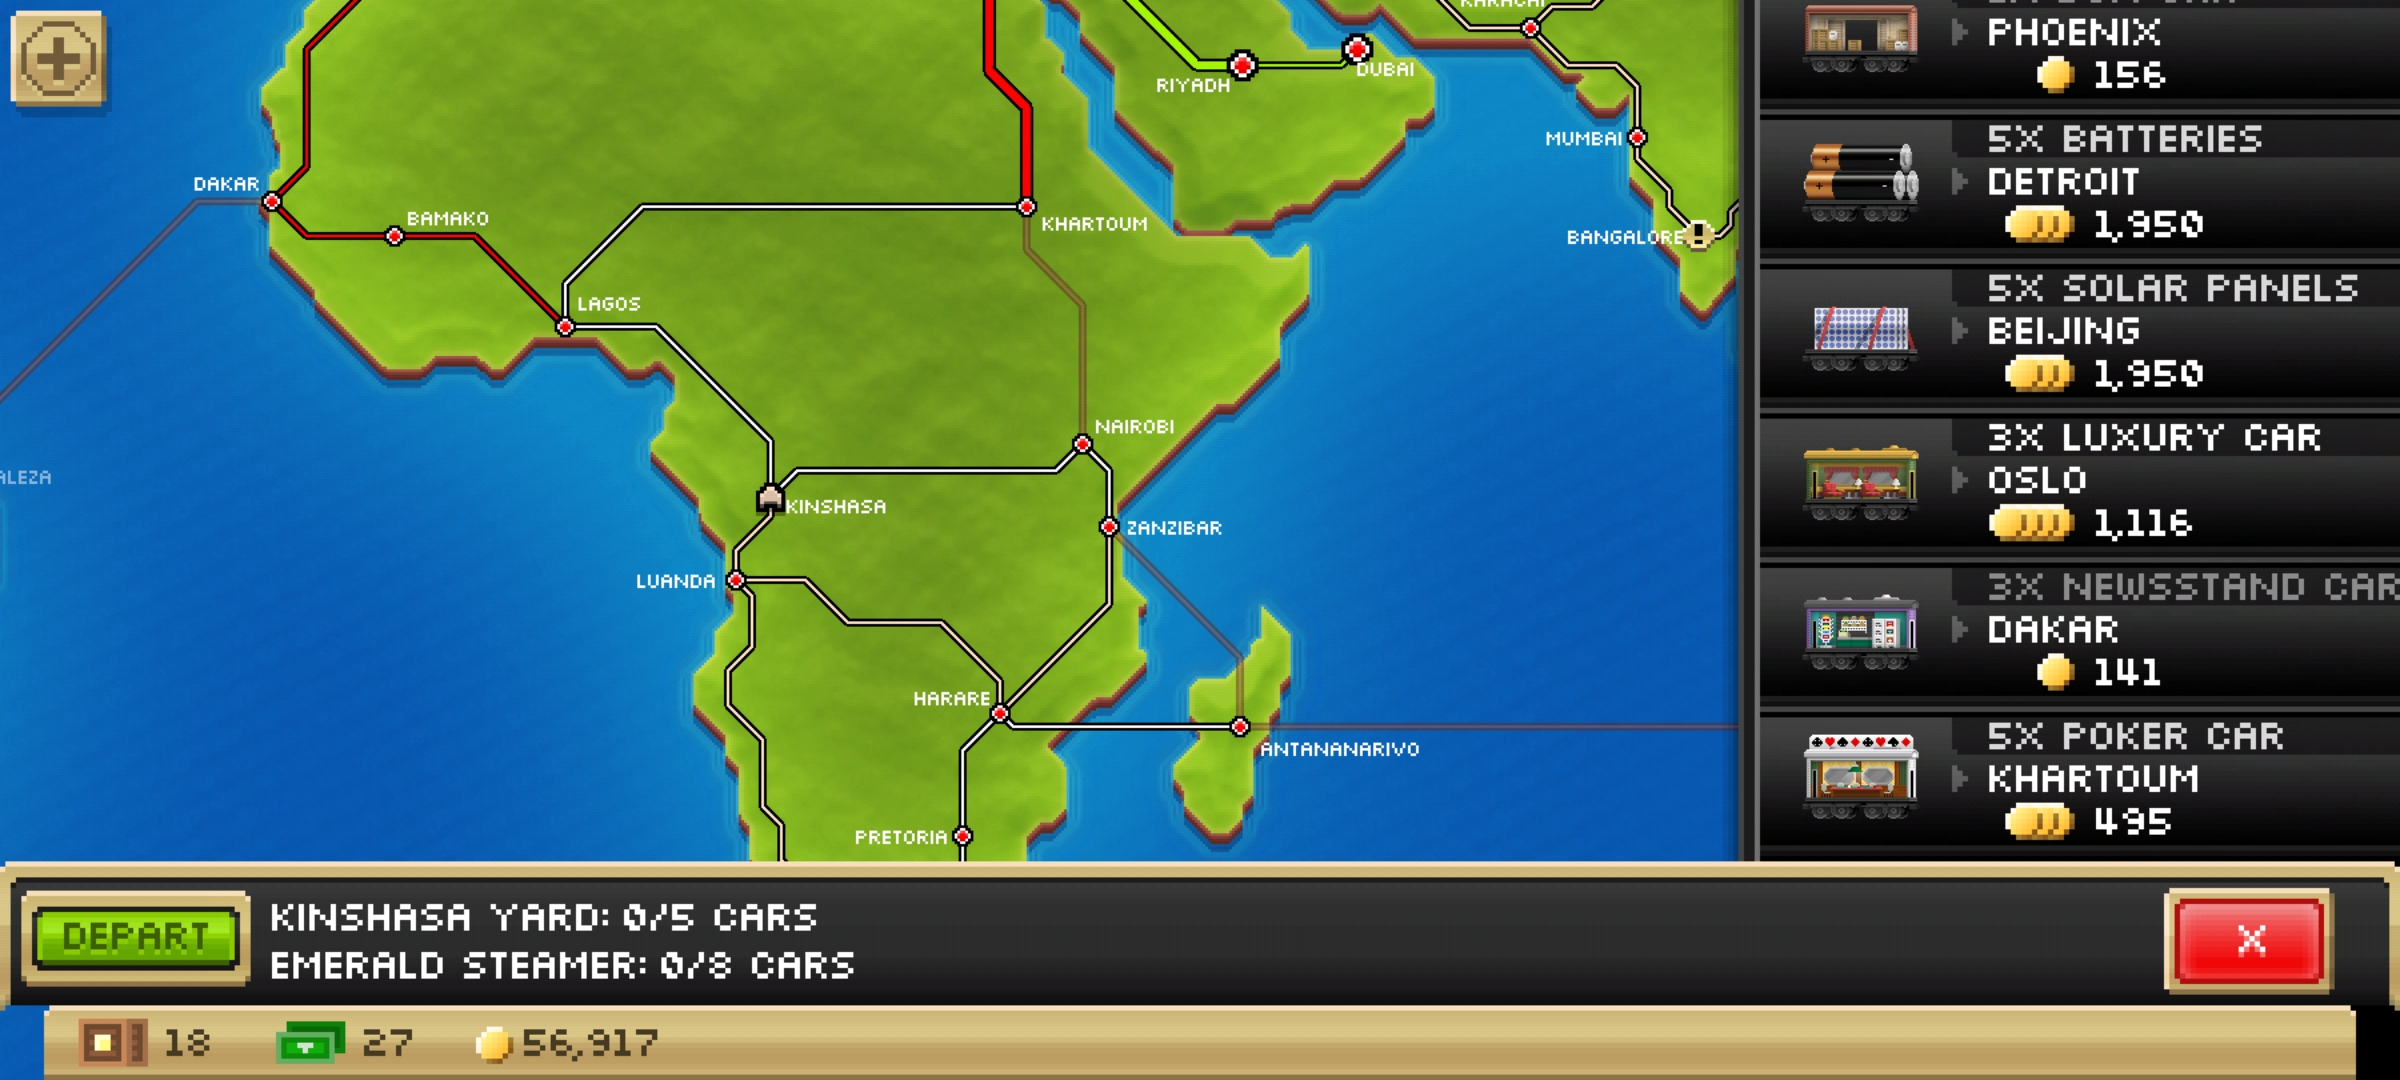 KARACHI
RIYADH
DUBAI
MUMBAI
BANGALORE
DAKAR
BAMAKO
KHARTOUM
LAGOS
NAIROBI
ALEZA
KINSHASA
ZANZIBAR
LUANDA
HARARE
ANTANANARIVO
PRETORIA
PHOENIX
156
5X BATTERIES
DETROIT
1,950
5X SOLAR PANELS
BEIJING
1,950
3X LUXURY CAR
OSLO
1,116
3X NEWSSTAND CAR
DAKAR
141
5X POKER CAR
KHARTOUM
495
DEPART
KINSHASA YARD: 0/5 CARS
EMERALD STEAMER: 0/8 CARS
X
18
27
56,917